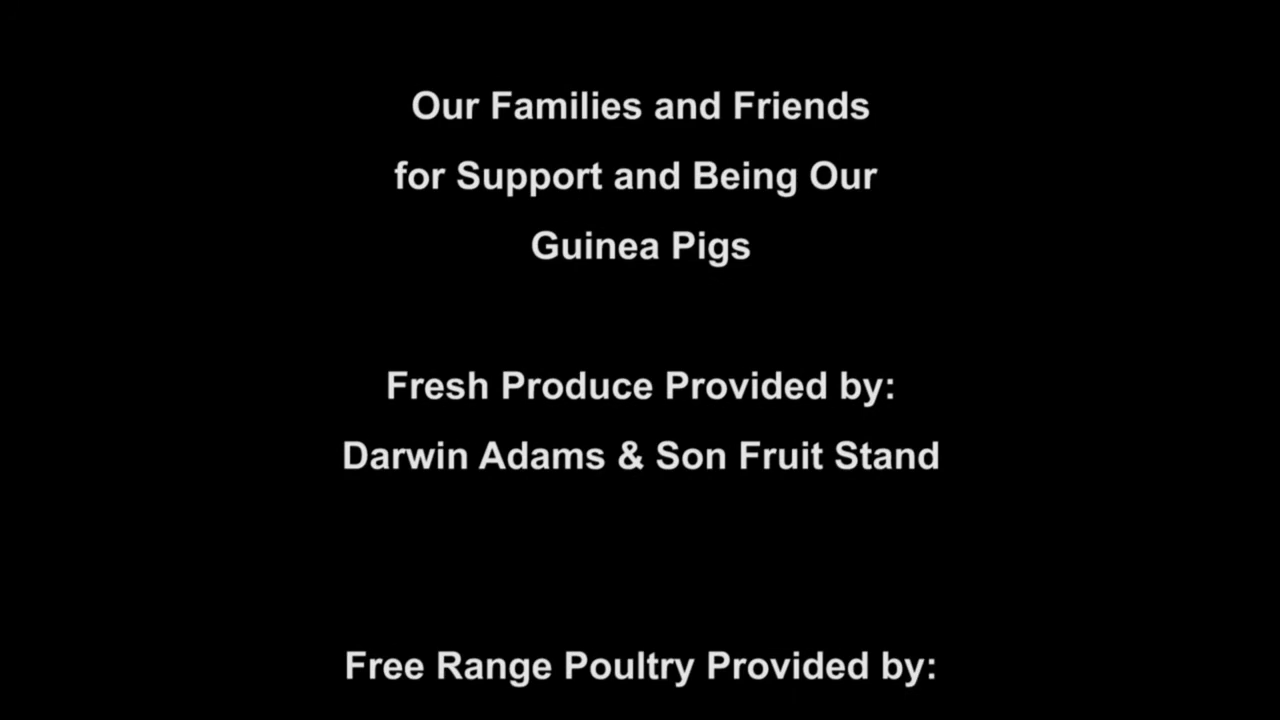 Our Families and Friends
for Support and Being Our
Guinea Pigs
Fresh Produce Provided by:
Darwin Adams & Son Fruit Stand
Free Range Poultry Provided by: